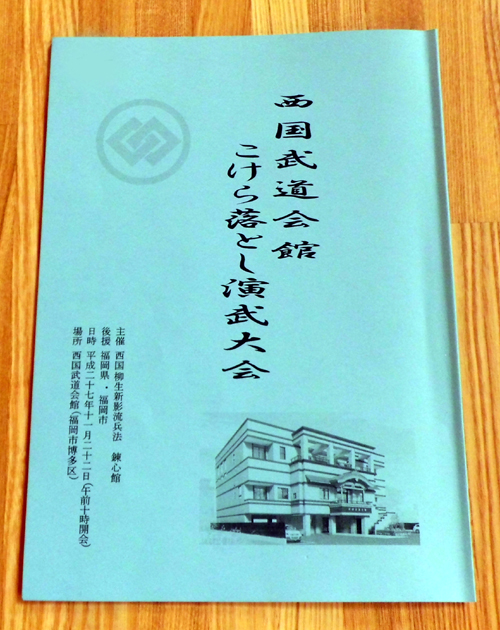 西国武道会館
こけら落とし演武大会
主催 西国柳生新影流兵法 錬心館
後援 福岡県・福岡市
日時 平成二十七年十一月二十二日(午前十時開会)
場所 西国武道会館(福岡市博多区)